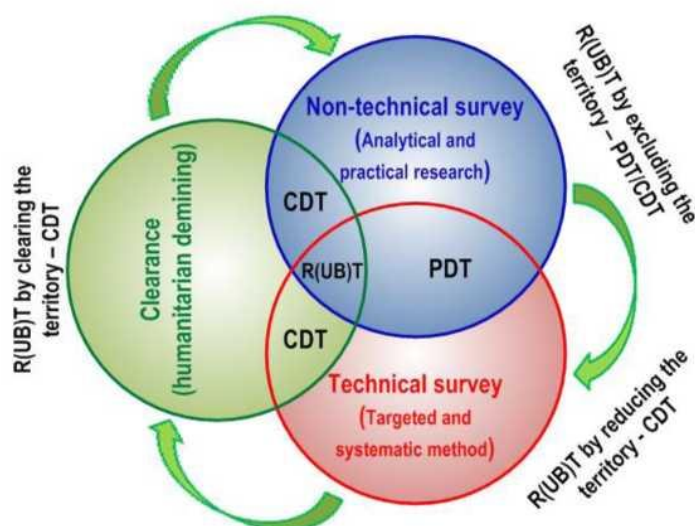 Non-technical survey
(Analytical and
practical research)
R(UB)T by excluding the
territory – PDT/CDT
R(UB)T by clearing the
territory – CDT
Clearance
(humanitarian demining)
CDT
R(UB)T
PDT
CDT
Technical survey
(Targeted and
systematic method)
R(UB)T by reducing the
territory - CDT